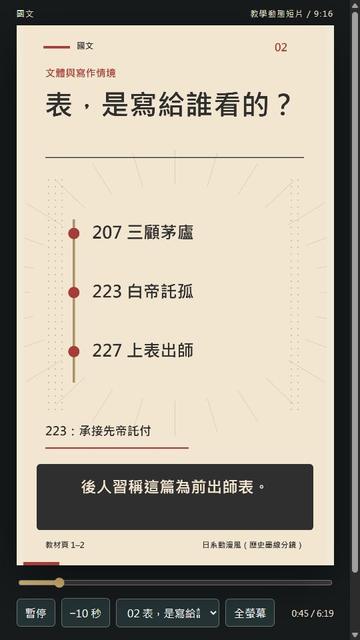 國文
教學動態短片 / 9:16
國文
02
文體與寫作情境
表，是寫給誰看的？
207 三顧茅廬
223 白帝託孤
227 上表出師
223：承接先帝託付
後人習稱這篇為前出師表。
教材頁 1–2
日系動漫風（歷史墨線分鏡）
暫停
−10 秒
02 表，是寫給
全螢幕
0:45 / 6:19